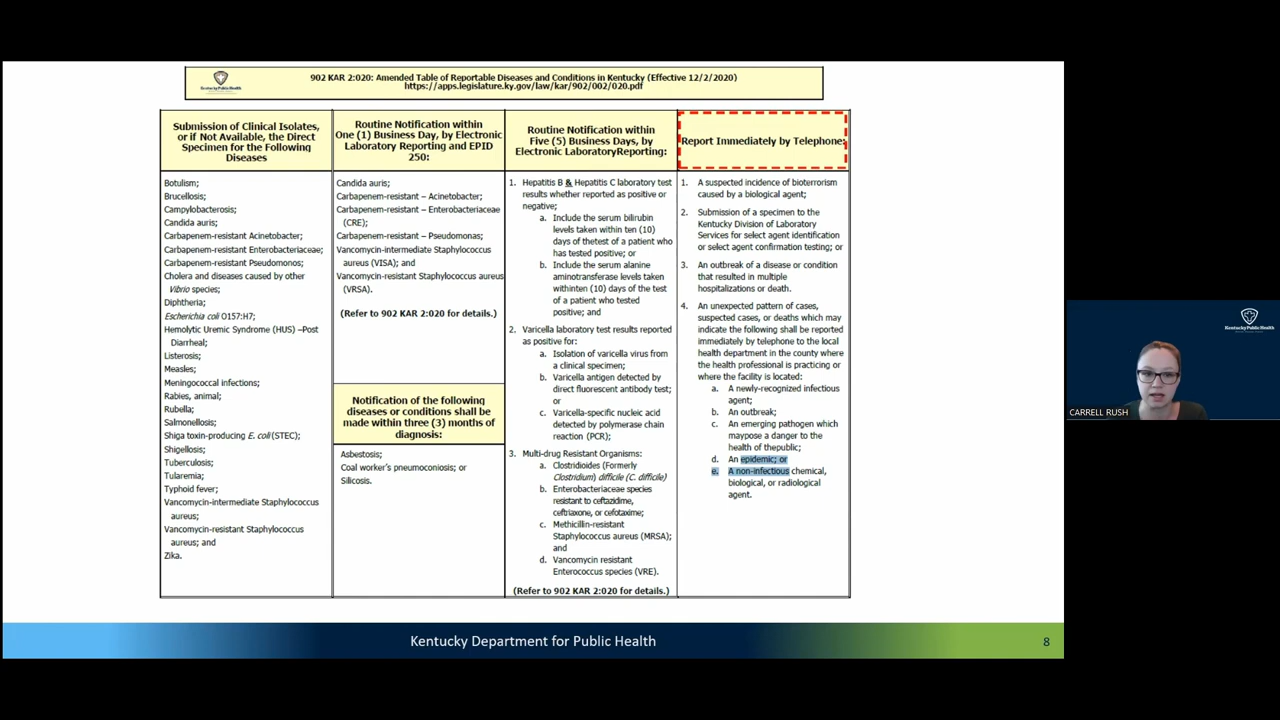 902 KAR 2:020: Amended Table of Reportable Diseases and Conditions in Kentucky (Effective 12/2/2020)
https://apps.legislature.ky.gov/law/kar/902/002/020.pdf
Kentucky Public Health
Submission of Clinical Isolates,
or if Not Available, the Direct
Specimen for the Following
Diseases
Botulism;
Brucellosis;
Campylobacterosis;
Candida auris;
Carbapenem-resistant Acinetobacter;
Carbapenem-resistant Enterobacteriaceae;
Carbapenem-resistant Pseudomonos;
Cholera and diseases caused by other
Vibrio species;
Diphtheria;
Escherichia coli O157:H7;
Hemolytic Uremic Syndrome (HUS) –Post
Diarrheal;
Listerosis;
Measles;
Meningococcal infections;
Rabies, animal;
Rubella;
Salmonellosis;
Shiga toxin-producing E. coli (STEC);
Shigellosis;
Tuberculosis;
Tularemia;
Typhoid fever;
Vancomycin-intermediate Staphylococcus
aureus;
Vancomycin-resistant Staphylococcus
aureus; and
Zika.
Routine Notification within
One (1) Business Day, by Electronic
Laboratory Reporting and EPID
250:
Candida auris;
Carbapenem-resistant – Acinetobacter;
Carbapenem-resistant – Enterobacteriaceae
(CRE);
Carbapenem-resistant – Pseudomonas;
Vancomycin-intermediate Staphylococcus
aureus (VISA); and
Vancomycin-resistant Staphylococcus aureus
(VRSA).
(Refer to 902 KAR 2:020 for details.)
Notification of the following
diseases or conditions shall be
made within three (3) months of
diagnosis:
Asbestosis;
Coal worker's pneumoconiosis; or
Silicosis.
Routine Notification within
Five (5) Business Days, by
Electronic LaboratoryReporting:
1. Hepatitis B & Hepatitis C laboratory test
results whether reported as positive or
negative;
a. Include the serum bilirubin
levels taken within ten (10)
days of thetest of a patient who
has tested positive; or
b. Include the serum alanine
aminotransferase levels taken
withinten (10) days of the test
of a patient who tested
positive; and
2. Varicella laboratory test results reported
as positive for:
a. Isolation of varicella virus from
a clinical specimen;
b. Varicella antigen detected by
direct fluorescent antibody test;
or
c. Varicella-specific nucleic acid
detected by polymerase chain
reaction (PCR);
3. Multi-drug Resistant Organisms:
a. Clostridioides (Formerly
Clostridium) difficile (C. difficile)
b. Enterobacteriaceae species
resistant to ceftazidime,
ceftriaxone, or cefotaxime;
c. Methicillin-resistant
Staphylococcus aureus (MRSA);
and
d. Vancomycin resistant
Enterococcus species (VRE).
(Refer to 902 KAR 2:020 for details.)
Report Immediately by Telephone:
1. A suspected incidence of bioterrorism
caused by a biological agent;
2. Submission of a specimen to the
Kentucky Division of Laboratory
Services for select agent identification
or select agent confirmation testing; or
3. An outbreak of a disease or condition
that resulted in multiple
hospitalizations or death.
4. An unexpected pattern of cases,
suspected cases, or deaths which may
indicate the following shall be reported
immediately by telephone to the local
health department in the county where
the health professional is practicing or
where the facility is located:
a. A newly-recognized infectious
agent;
b. An outbreak;
c. An emerging pathogen which
maypose a danger to the
health of thepublic;
d. An epidemic; or
e. A non-infectious chemical,
biological, or radiological
agent.
Kentucky Department for Public Health
8
Kentucky Public Health
CARRELL RUSH